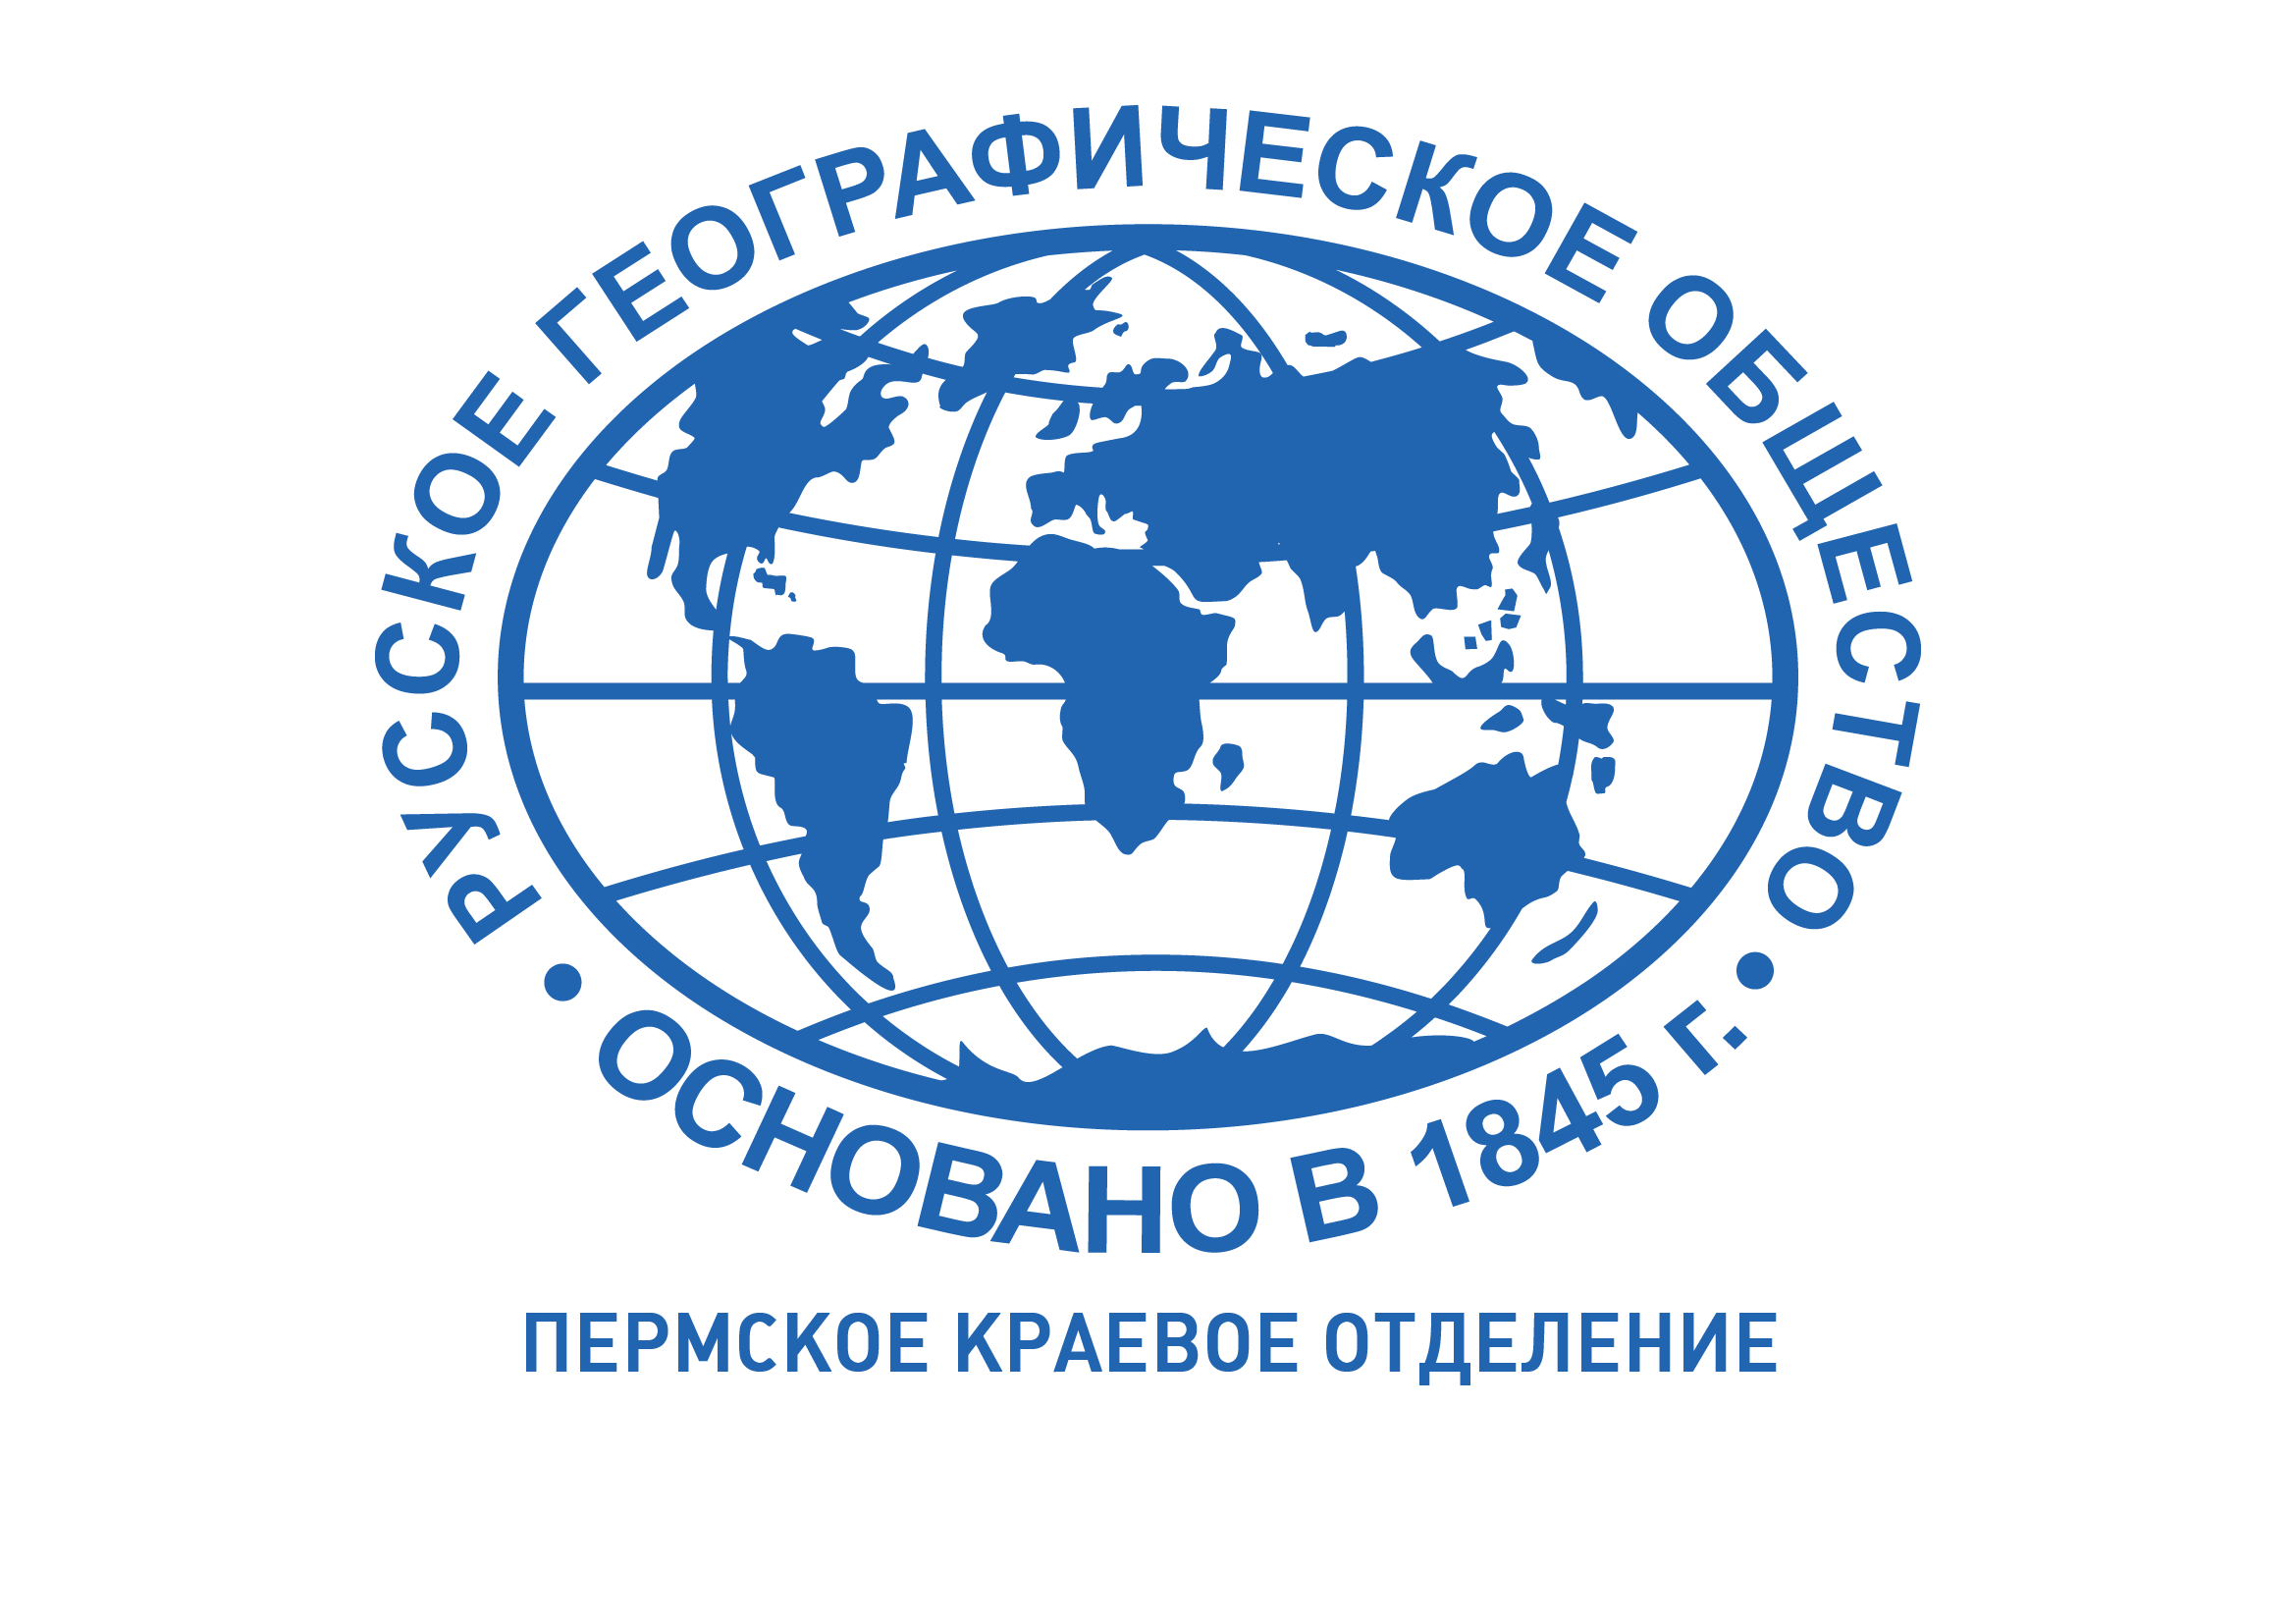 РУССКОЕ ГЕОГРАФИЧЕСКОЕ ОБЩЕСТВО
• ОСНОВАНО В 1845 Г. •
ПЕРМСКОЕ КРАЕВОЕ ОТДЕЛЕНИЕ